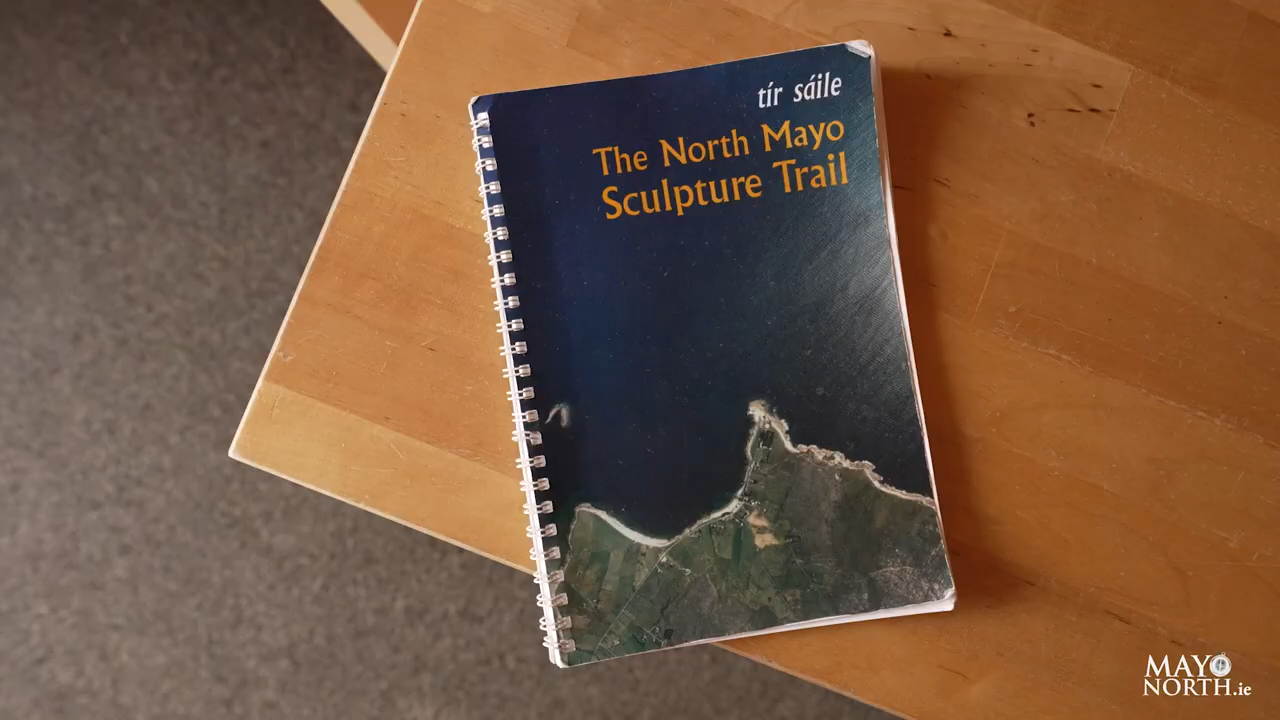 tír sáile
The North Mayo
Sculpture Trail
MAYO
NORTH.ie